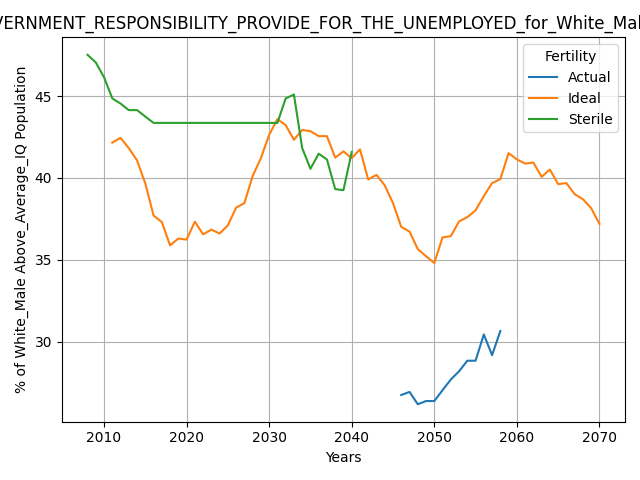 VERNMENT_RESPONSIBILITY_PROVIDE_FOR_THE_UNEMPLOYED_for_White_Mal
% of White_Male Above_Average_IQ Population
45
40
35
30
Fertility
Actual
Ideal
Sterile
2010 2020 2030 2040 2050 2060 2070
Years